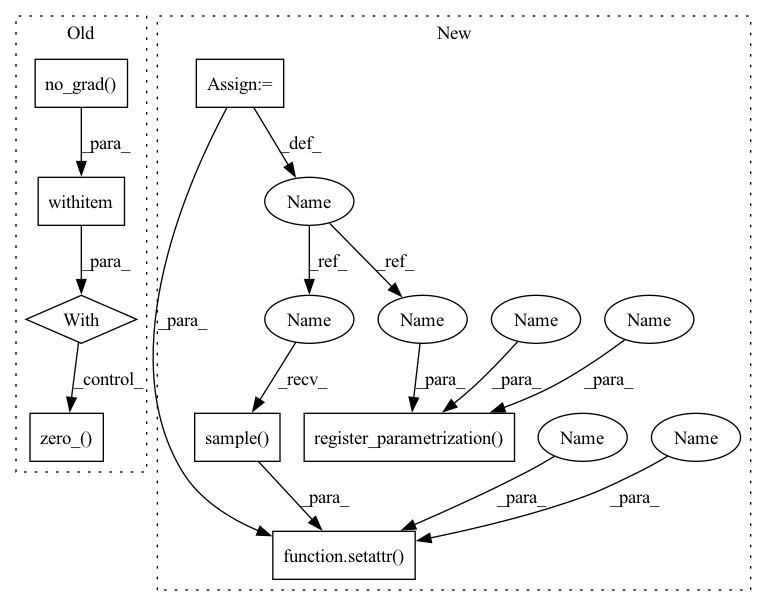 Old
New
no_grad()
Assign:=
_para_
_def_
withitem
Name
_para_
_ref_
_ref_
_para_
With
Name
Name
Name
Name
_control_
_recv_
_para_
_para_
_para_
zero_()
sample()
register_parametrization()
Name
Name
_para_
_para_
_para_
function.setattr()